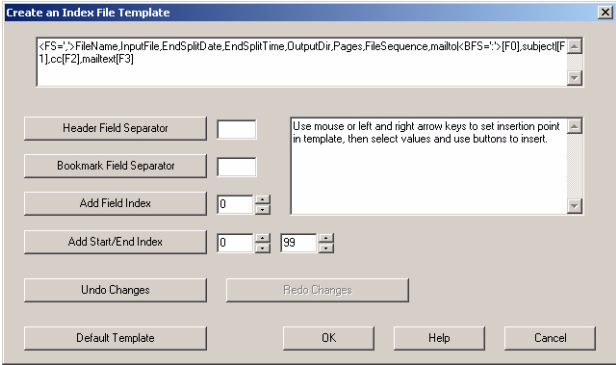 Create an Index File Template
<FS=','>FileName,InputFile,EndSplitDate,EndSplitTime,OutputDir,Pages,FileSequence,mailto|<BFS=':'>[F0],subject|[F
1],cc[F2],mailtext[F3]
Header Field Separator
Use mouse or left and right arrow keys to set insertion point
in template, then select values and use buttons to insert.
Bookmark Field Separator
Add Field Index 0
Add Start/End Index 0 99
Undo Changes Redo Changes
Default Template OK Help Cancel